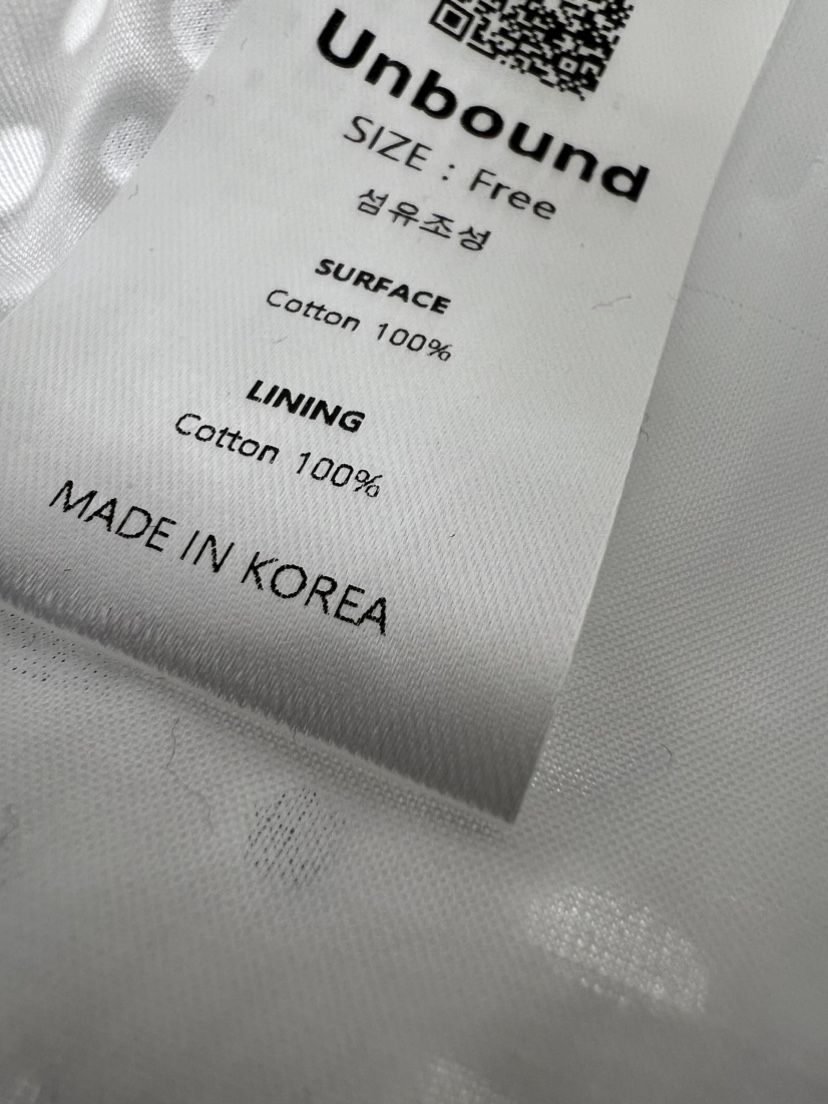 Unbound
SIZE : Free
섬유조성
SURFACE
Cotton 100%
LINING
Cotton 100%
MADE IN KOREA